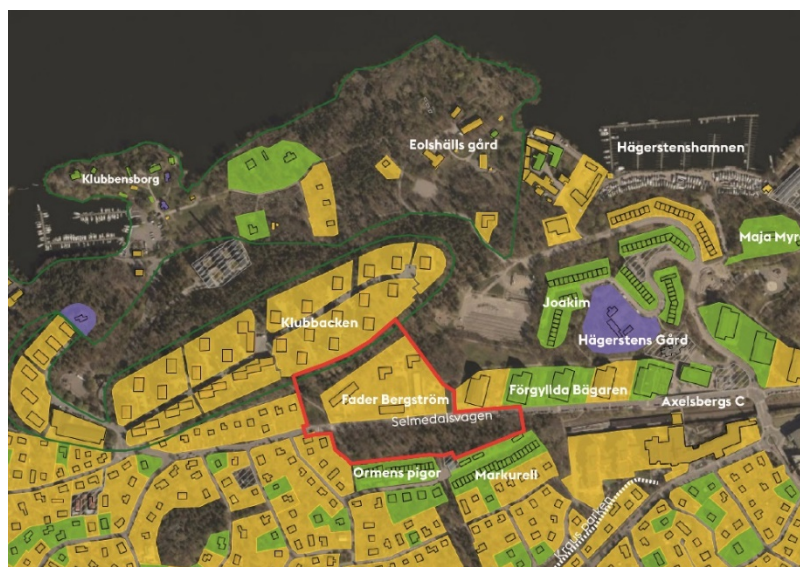 Eolshälls gård
Hägerstenshamnen
Klubbensborg
Maja Myr
Joakim
Klubbacken
Hägerstens Gård
Fader Bergström
Förgyllda Bägaren
Axelsbergs C
Selmedalsvägen
Ormens pigor
Markurell